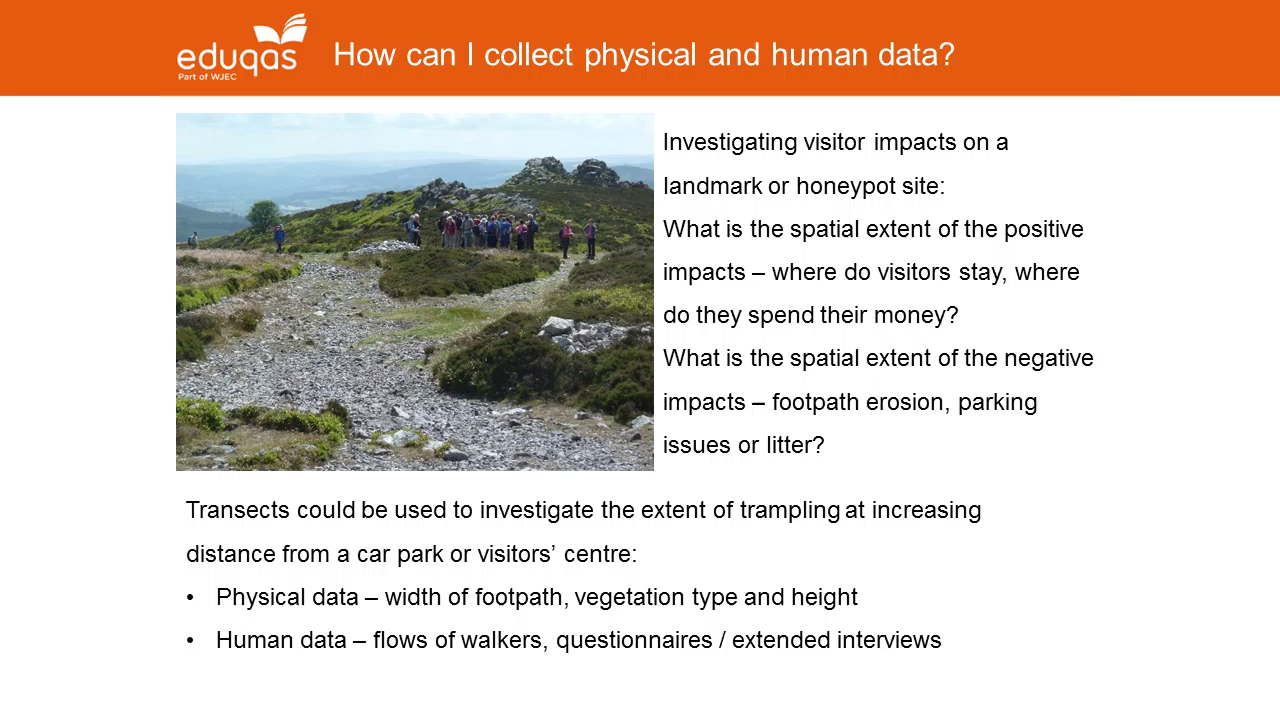 eduqas
Part of WJEC
How can I collect physical and human data?
Investigating visitor impacts on a
landmark or honeypot site:
What is the spatial extent of the positive
impacts – where do visitors stay, where
do they spend their money?
What is the spatial extent of the negative
impacts – footpath erosion, parking
issues or litter?
Transects could be used to investigate the extent of trampling at increasing
distance from a car park or visitors’ centre:
• Physical data – width of footpath, vegetation type and height
• Human data – flows of walkers, questionnaires / extended interviews